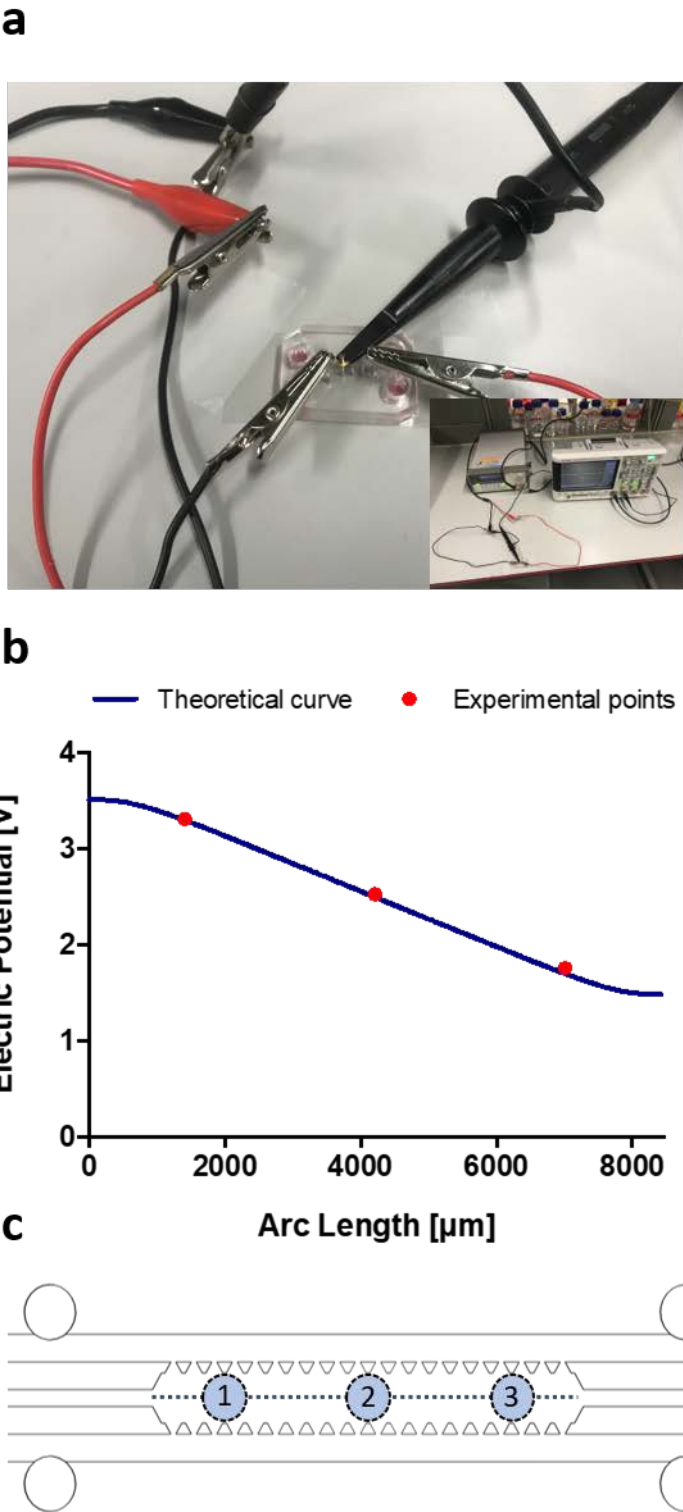 a
b
Theoretical curve
Experimental points
Electric Potential [V]
4
3
2
1
0
0 2000 4000 6000 8000
Arc Length [µm]
c
1 2 3